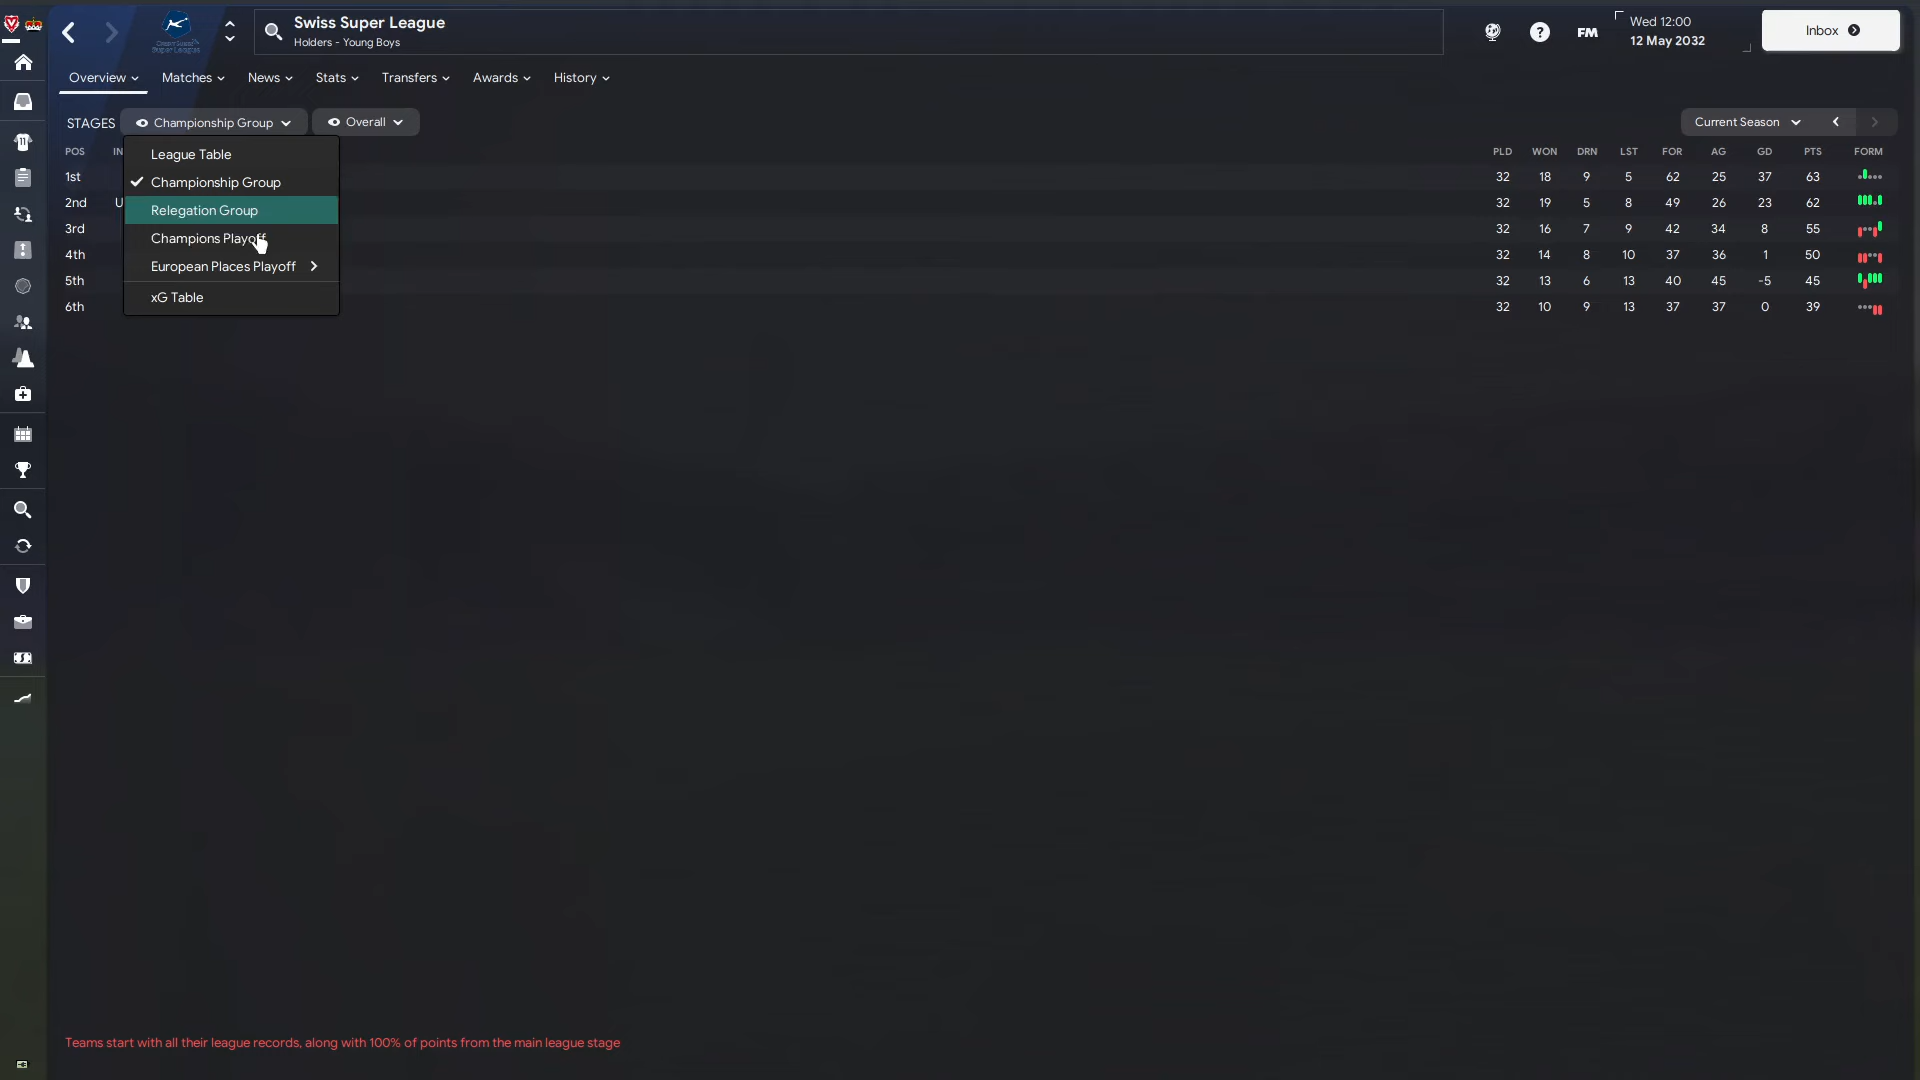 Swiss Super League
Holders - Young Boys
FM
Wed 12:00
12 May 2032
Inbox
Overview
Matches
News
Stats
Transfers
Awards
History
STAGES
Championship Group
Overall
Current Season
POS IN PLD WON DRN LST FOR AG GD PTS FORM
League Table
Championship Group
Relegation Group
Champions Playoff
European Places Playoff
xG Table
1st 32 18 9 5 62 25 37 63
2nd U 32 19 5 8 49 26 23 62
3rd 32 16 7 9 42 34 8 55
4th 32 14 8 10 37 36 1 50
5th 32 13 6 13 40 45 -5 45
6th 32 10 9 13 37 37 0 39
Teams start with all their league records, along with 100% of points from the main league stage